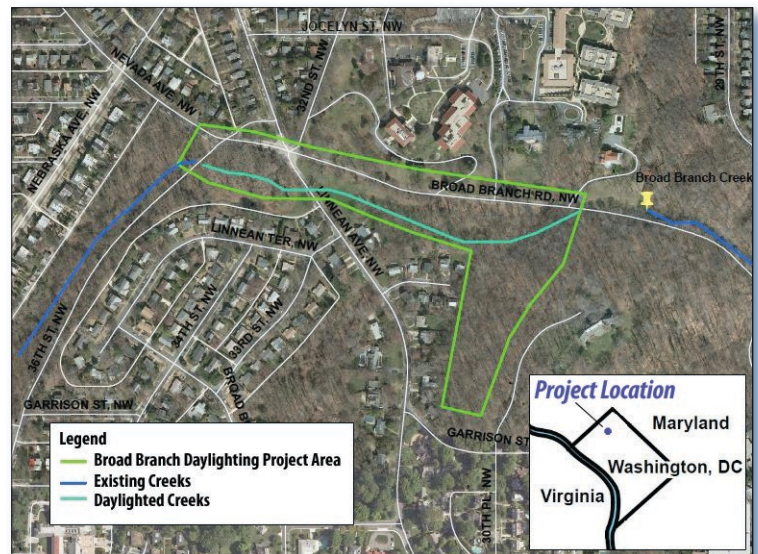 JOCELYN ST. NW
NEVADA AVE. NW
32ND ST. NW
29TH ST. NW
NEBRASKA AVE. NW
BROAD BRANCH RD, NW
Broad Branch Creek
LINNEAN AVE. NW
LINNEAN TER. NW
36TH ST. NW
34TH ST. NW
33RD ST. NW
BROAD
GARRISON ST. NW
GARRISON ST
30TH PL. NW
Legend
Broad Branch Daylighting Project Area
Existing Creeks
Daylighted Creeks
Project Location
Maryland
Washington, DC
Virginia